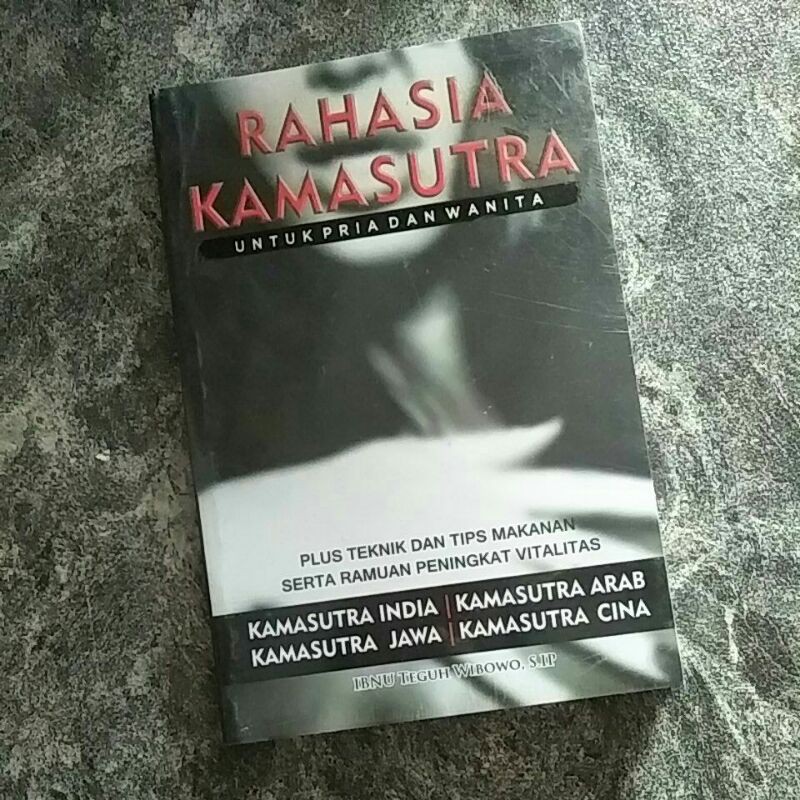 RAHASIA
KAMASUTRA
UNTUK PRIA DAN WANITA
PLUS TEKNIK DAN TIPS MAKANAN
SERTA RAMUAN PENINGKAT VITALITAS
KAMASUTRA INDIA | KAMASUTRA ARAB
KAMASUTRA JAWA | KAMASUTRA CINA
IBNU TEGUH WIBOWO, S.IP